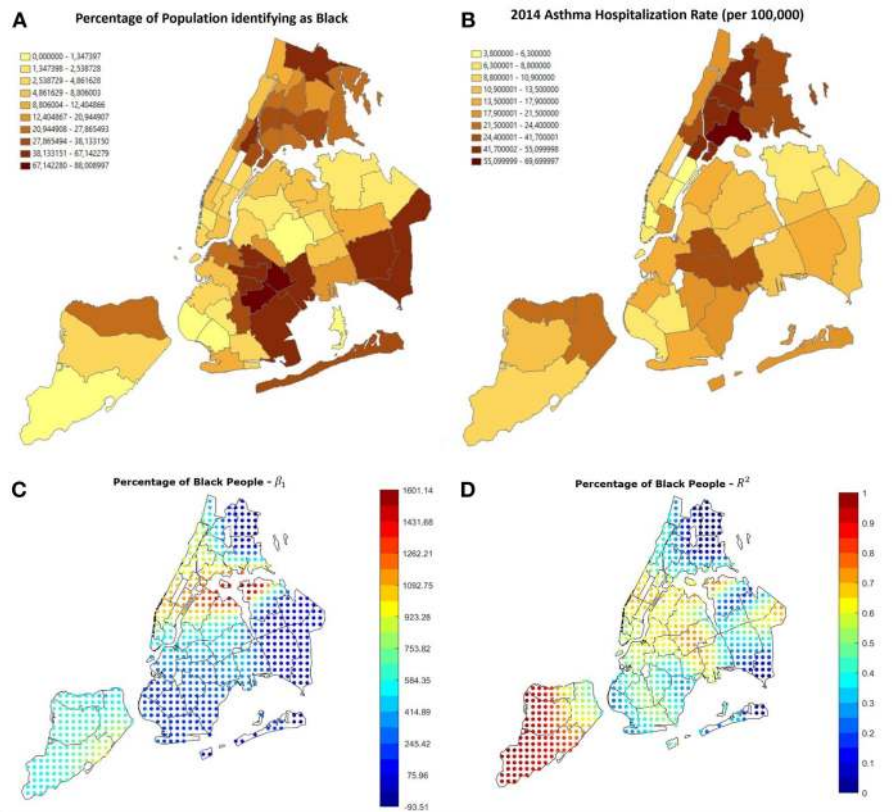 A
Percentage of Population identifying as Black
0,000000 - 1,347397
1,347398 - 2,538728
2,538729 - 4,861628
4,861629 - 8,806003
8,806004 - 12,404866
12,404867 - 20,944907
20,944908 - 27,865493
27,865494 - 38,133150
38,133151 - 67,142279
67,142280 - 88,008997
B
2014 Asthma Hospitalization Rate (per 100,000)
3,800000 - 6,300000
6,300001 - 8,800000
8,800001 - 10,900000
10,900001 - 13,500000
13,500001 - 17,900000
17,900001 - 21,500000
21,500001 - 24,400000
24,400001 - 41,700001
41,700002 - 55,099998
55,099999 - 69,699997
C
Percentage of Black People - β₁
1601.14
1431.68
1262.21
1092.75
923.28
753.82
584.35
414.89
245.42
75.96
-93.51
D
Percentage of Black People - R²
1
0.9
0.8
0.7
0.6
0.5
0.4
0.3
0.2
0.1
0